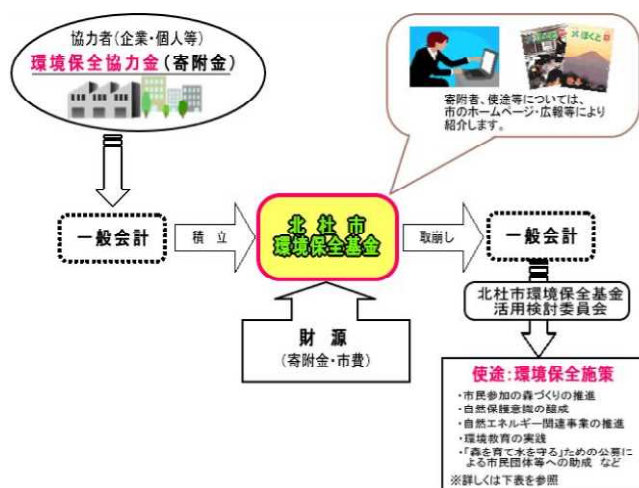 協力者(企業・個人等)
環境保全協力金(寄附金)
寄附者、使途等については、
市のホームページ・広報等により
紹介します。
一般会計
積 立
北 杜 市
環境保全基金
取崩し
一般会計
財 源
(寄附金・市費)
北杜市環境保全基金
活用検討委員会
使途:環境保全施策
・市民参加の森づくりの推進
・自然保護意識の醸成
・自然エネルギー関連事業の推進
・環境教育の実践
・「森を育て水を守る」ための公募に
よる市民団体等への助成 など
※詳しくは下表を参照